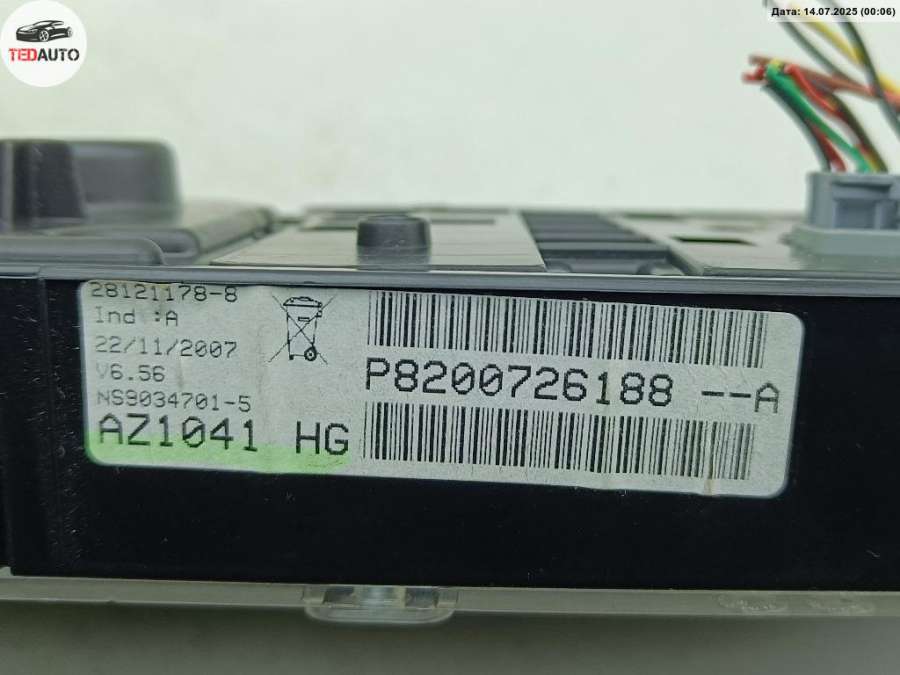 TEDAUTO
Дата: 14.07.2025 (00:06)
28121178-8
Ind :A
22/11/2007
V6.56
NS9034701-5
AZ1041 HG
P8200726188 --A